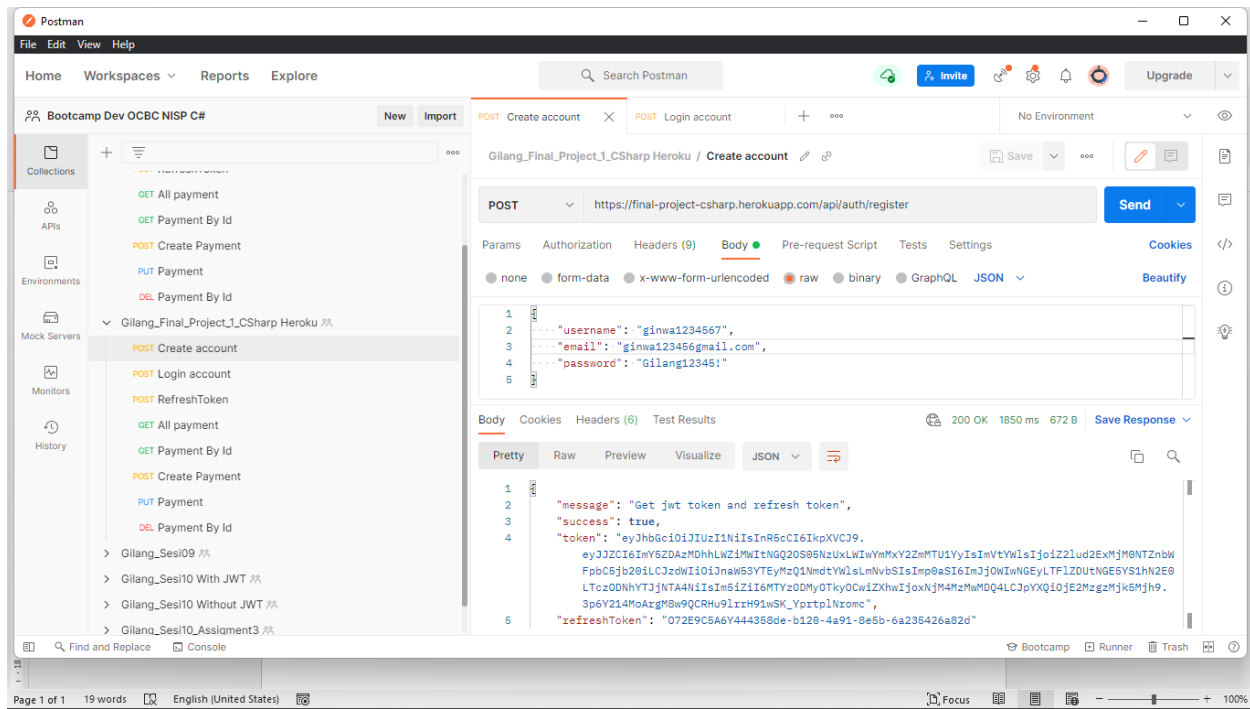 Postman
File Edit View Help
Home Workspaces Reports Explore Search Postman Invite Upgrade
Bootcamp Dev OCBC NISP C# New Import
POST Create account POST Login account No Environment
Collections
APIs
Environments
Mock Servers
Monitors
History
GET All payment
GET Payment By Id
POST Create Payment
PUT Payment
DEL Payment By Id
Gilang_Final_Project_1_CSharp Heroku
POST Create account
POST Login account
POST RefreshToken
GET All payment
GET Payment By Id
POST Create Payment
PUT Payment
DEL Payment By Id
Gilang_Sesi09
Gilang_Sesi10 With JWT
Gilang_Sesi10 Without JWT
Gilang_Sesi10_Assigment3
Gilang_Final_Project_1_CSharp Heroku / Create account Save
POST https://final-project-csharp.herokuapp.com/api/auth/register Send
Params Authorization Headers (9) Body Pre-request Script Tests Settings Cookies
none form-data x-www-form-urlencoded raw binary GraphQL JSON Beautify
1 {
2 "username": "ginwa1234567",
3 "email": "ginwa123456gmail.com",
4 "password": "Gilang12345!"
5 }
Body Cookies Headers (6) Test Results 200 OK 1850 ms 672 B Save Response
Pretty Raw Preview Visualize JSON
1 {
2 "message": "Get jwt token and refresh token",
3 "success": true,
4 "token": "eyJhbGciOiJIUzI1NiIsInR5cCI6IkpXVCJ9.
5 "refreshToken": "O72E9C5A6Y444358de-b120-4a91-8e5b-6a235426a82d"
Find and Replace Console Bootcamp Runner Trash
Page 1 of 1 19 words English (United States) Focus 100%